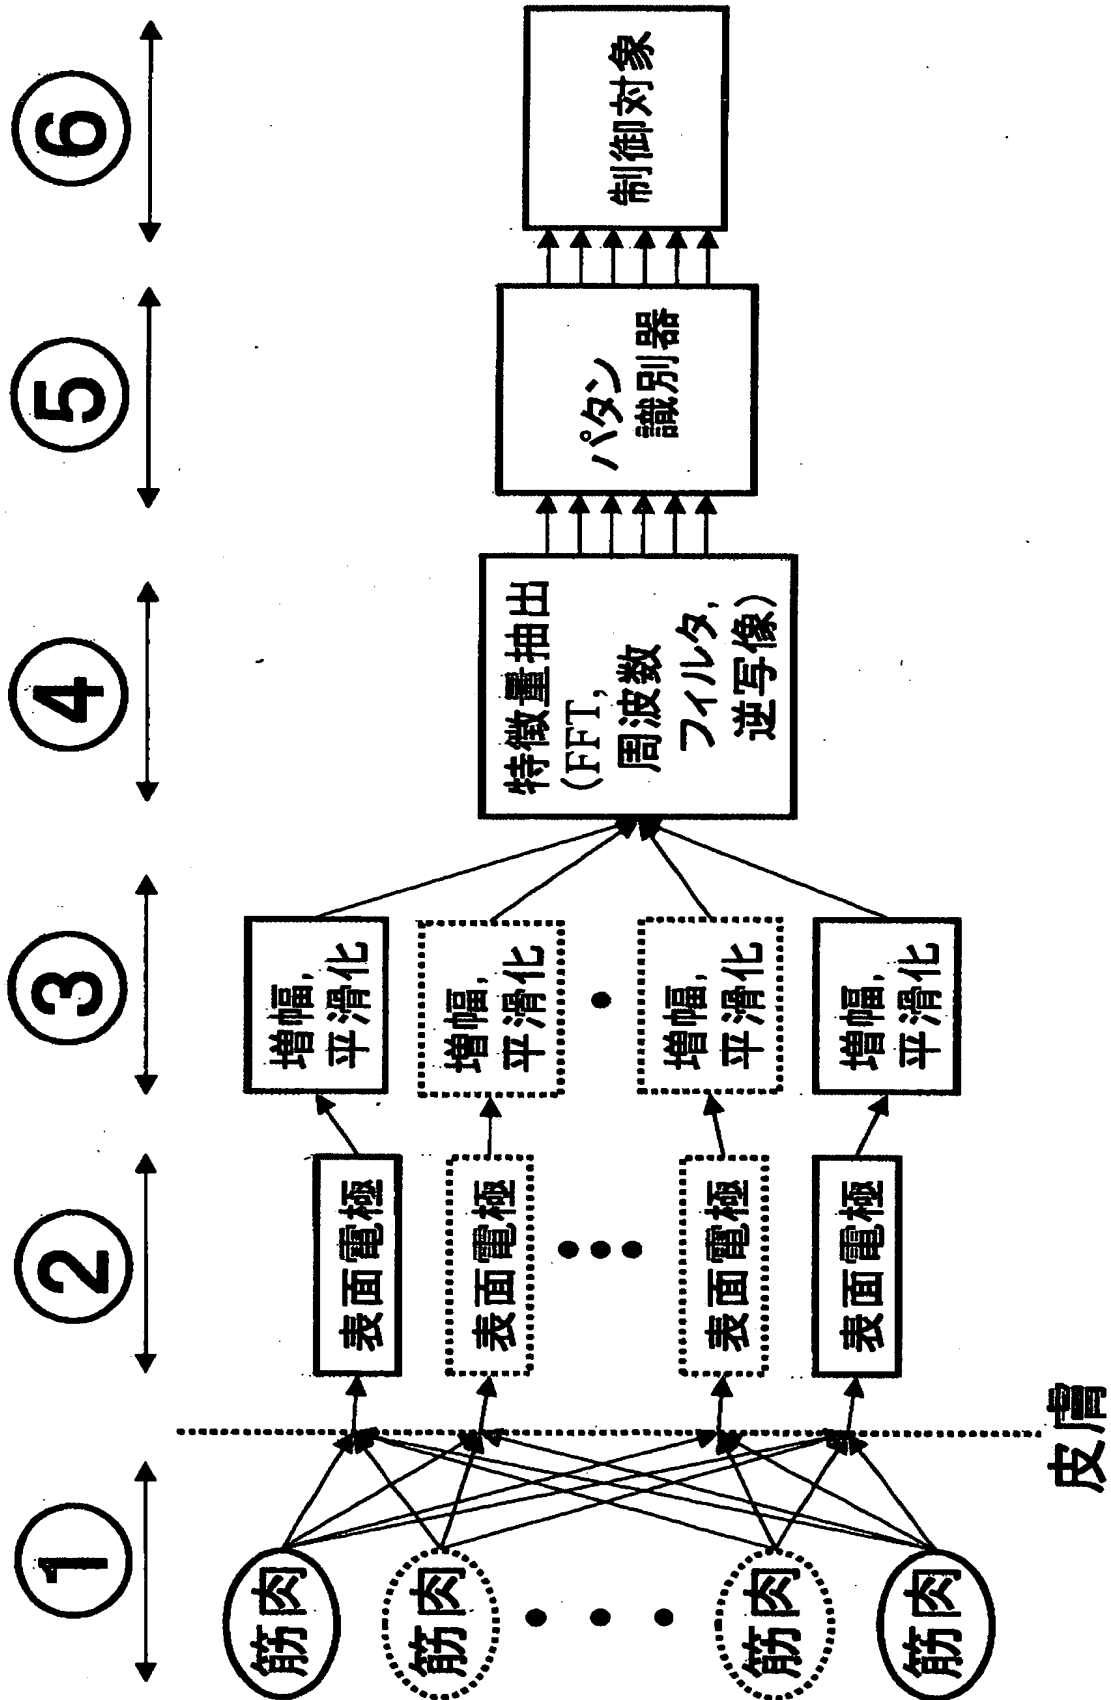 ①
②
③
④
⑤
⑥
筋肉
筋肉
筋肉
筋肉
皮膚
表面電極
表面電極
表面電極
表面電極
増幅,
平滑化
増幅,
平滑化
増幅,
平滑化
増幅,
平滑化
特徴量抽出
(FFT,
周波数
フィルタ,
逆写像)
パタン
識別器
制御対象